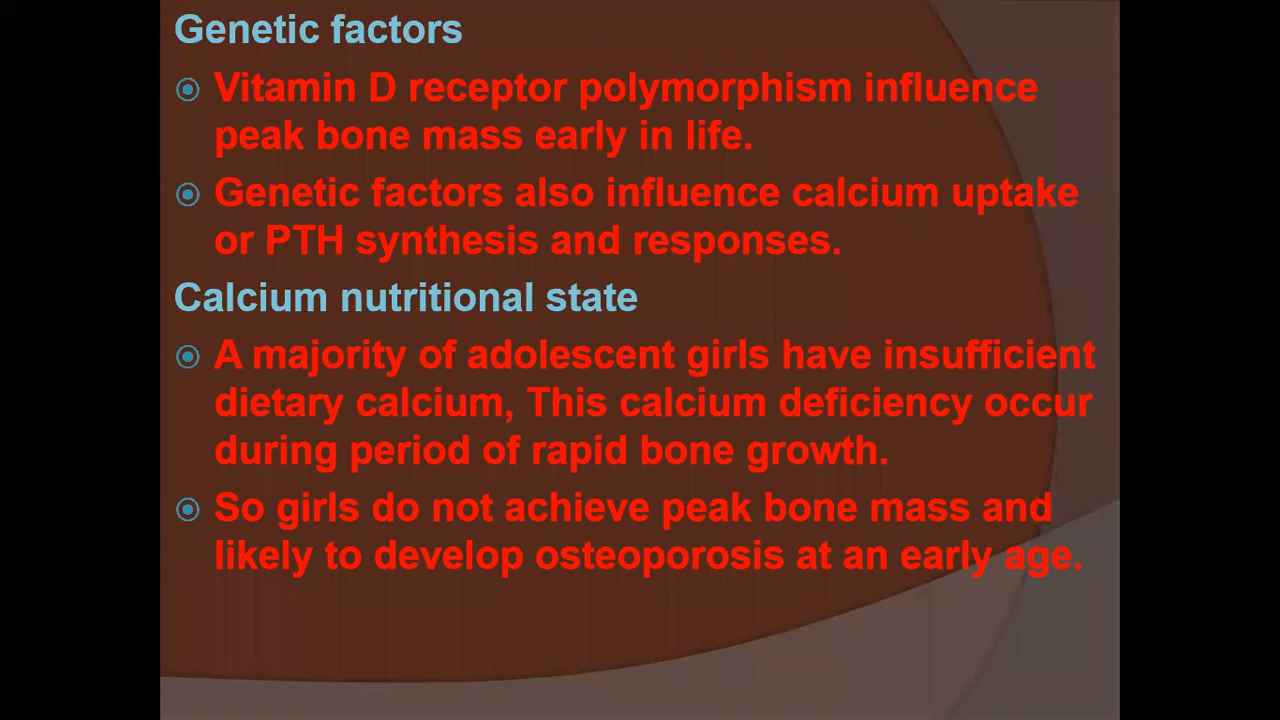 Genetic factors
Vitamin D receptor polymorphism influence
peak bone mass early in life.
Genetic factors also influence calcium uptake
or PTH synthesis and responses.
Calcium nutritional state
A majority of adolescent girls have insufficient
dietary calcium, This calcium deficiency occur
during period of rapid bone growth.
So girls do not achieve peak bone mass and
likely to develop osteoporosis at an early age.